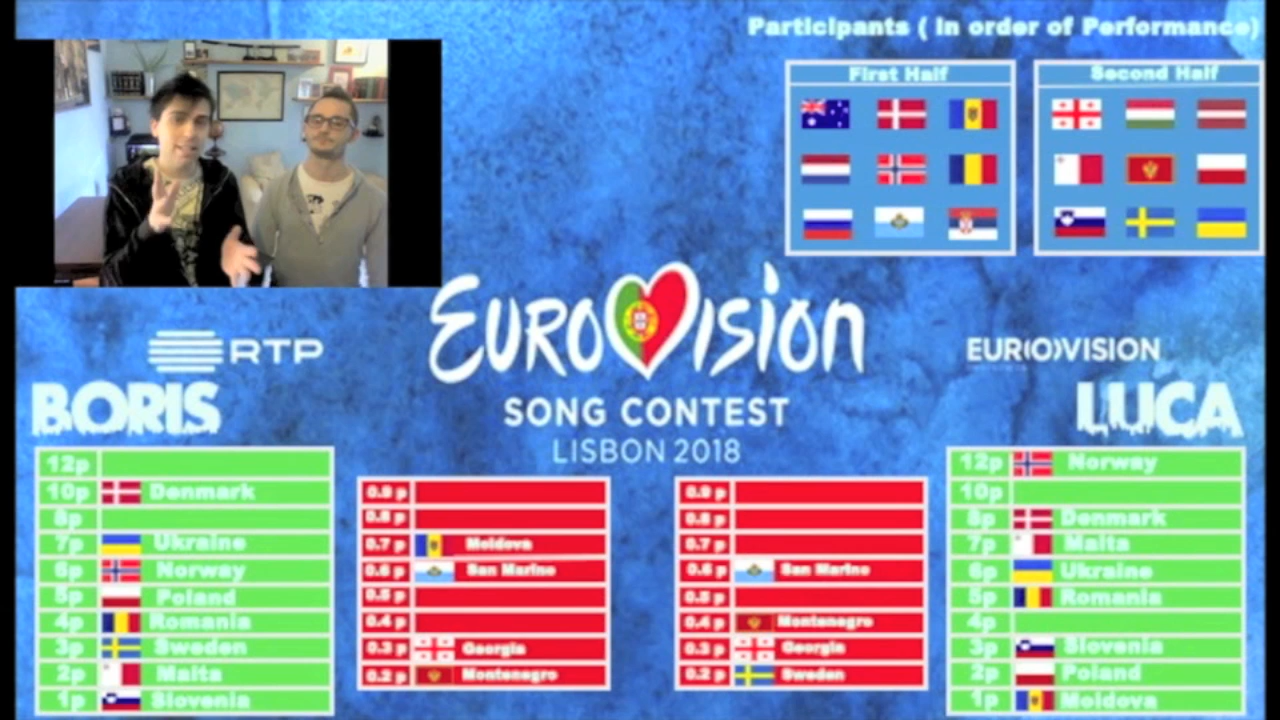 Participants ( In order of Performance)
First Half
Second Half
EUROVISION
SONG CONTEST
LISBON 2018
RTP
EUR(O)VISION
BORIS
LUCA
12p
10p Denmark
8p
7p Ukraine
6p Norway
5p Poland
4p Romania
3p Sweden
2p Malta
1p Slovenia
0.9 p
0.8 p
0.7 p Moldova
0.6 p San Marino
0.5 p
0.4 p
0.3 p Georgia
0.2 p Montenegro
0.9 p
0.8 p
0.7 p
0.6 p San Marino
0.5 p
0.4 p Montenegro
0.3 p Georgia
0.2 p Sweden
12p Norway
10p
8p Denmark
7p Malta
6p Ukraine
5p Romania
4p
3p Slovenia
2p Poland
1p Moldova